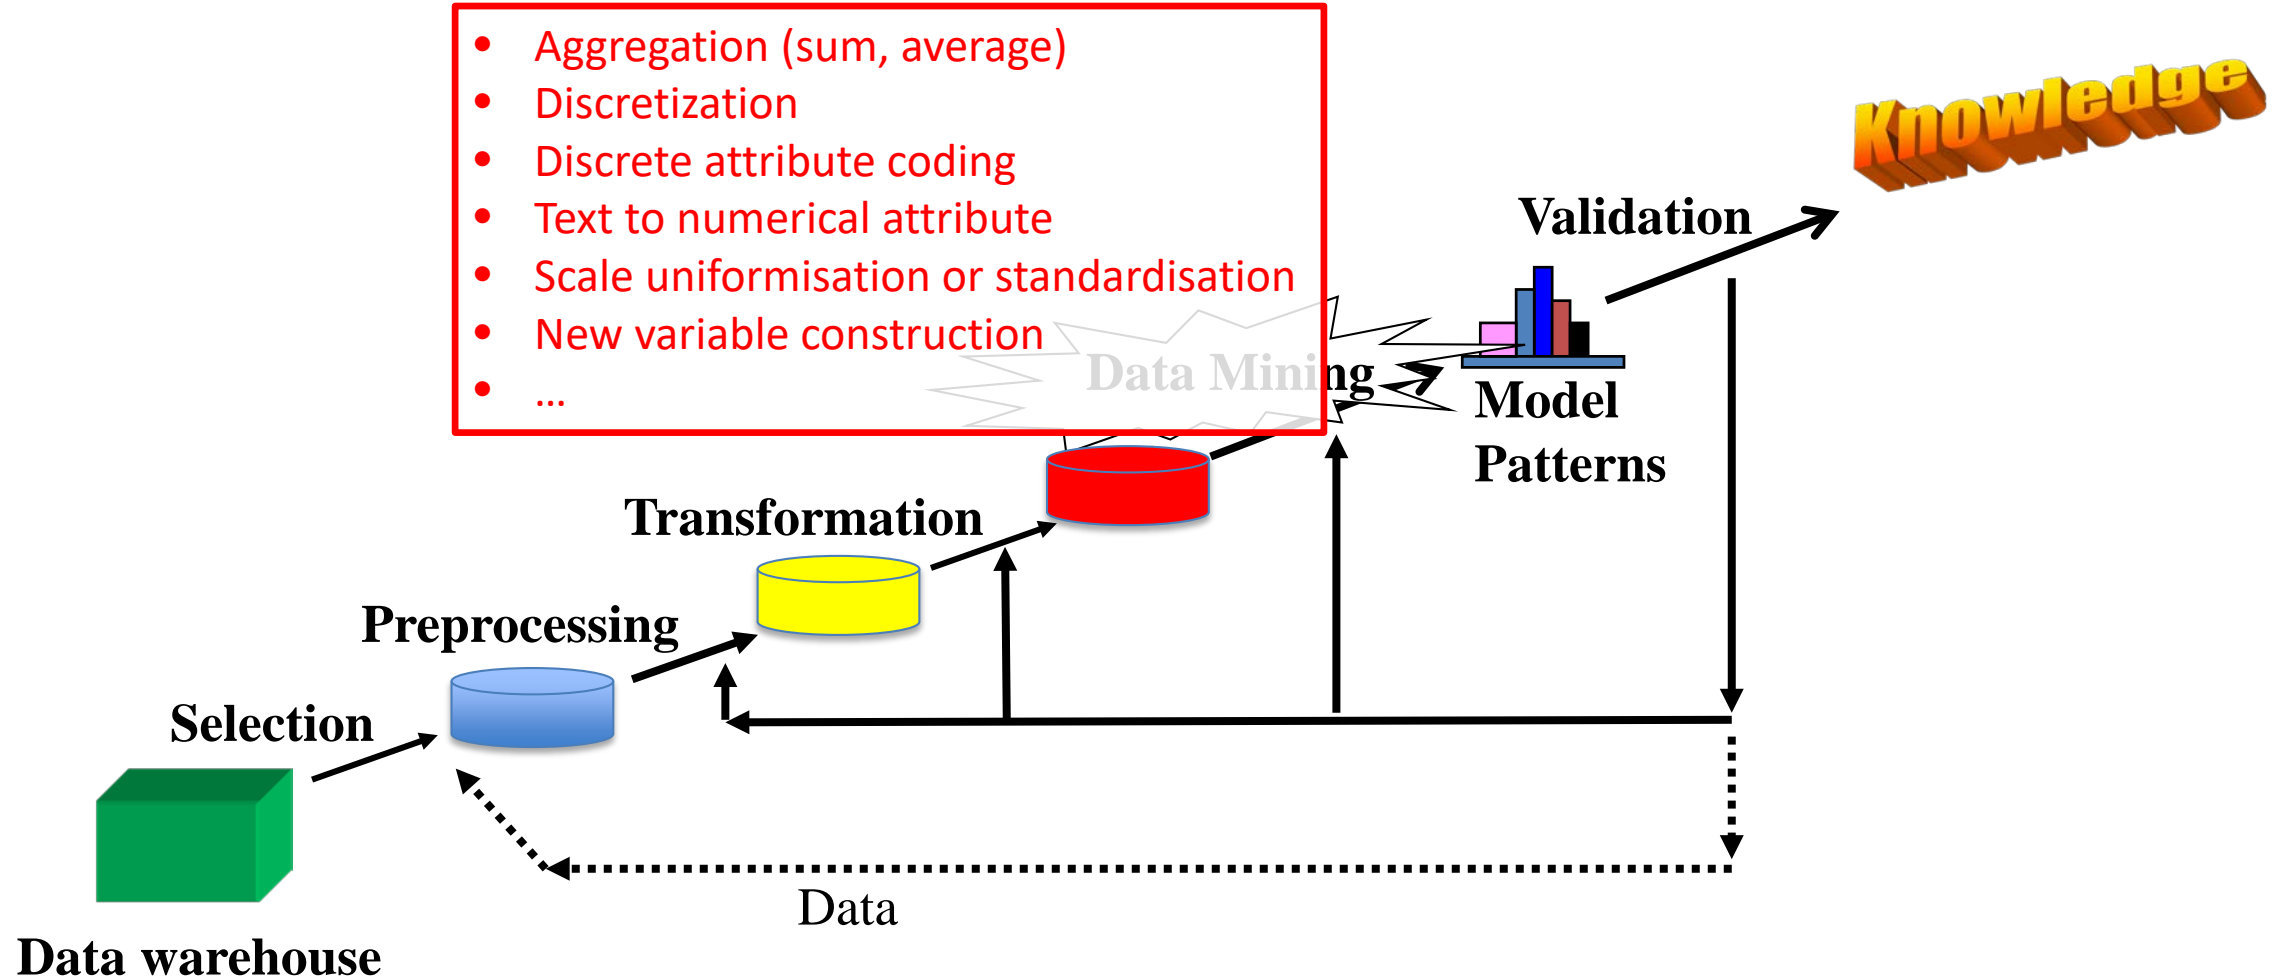 • Aggregation (sum, average)
• Discretization
• Discrete attribute coding
• Text to numerical attribute
• Scale uniformisation or standardisation
• New variable construction
• ...
Knowledge
Validation
Data Mining
Model
Patterns
Transformation
Preprocessing
Selection
Data
Data warehouse